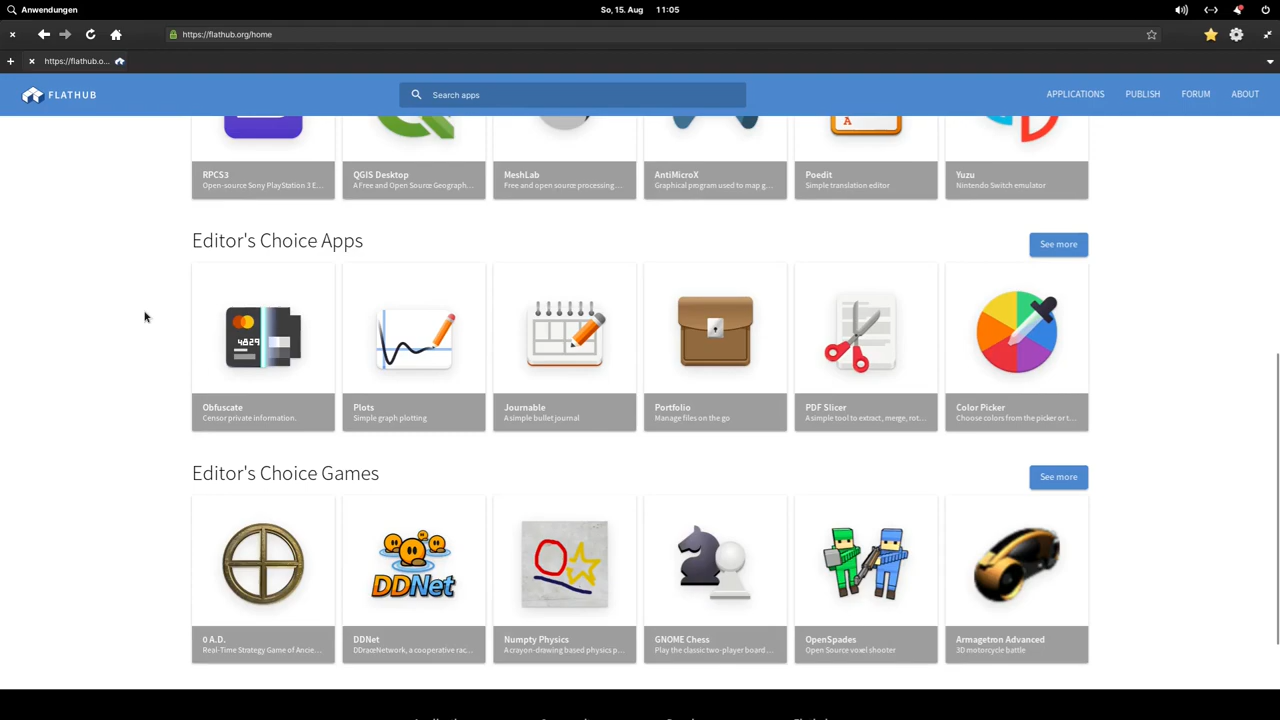 Anwendungen
So, 15. Aug 11:05
https://flathub.org/home
https://flathub.o...
FLATHUB
Search apps
APPLICATIONS
PUBLISH
FORUM
ABOUT
RPCS3
Open-source Sony PlayStation 3 E...
QGIS Desktop
A Free and Open Source Geograph...
MeshLab
Free and open source processing...
AntiMicroX
Graphical program used to map g...
A
Poedit
Simple translation editor
Yuzu
Nintendo Switch emulator
Editor's Choice Apps
See more
4829
Obfuscate
Censor private information.
Plots
Simple graph plotting
Journable
A simple bullet journal
Portfolio
Manage files on the go
PDF Slicer
A simple tool to extract, merge, rot...
Color Picker
Choose colors from the picker or t...
Editor's Choice Games
See more
DDNET
0 A.D.
Real-Time Strategy Game of Ancie...
DDNet
DDraceNetwork, a cooperative rac...
Numpty Physics
A crayon-drawing based physics p...
GNOME Chess
Play the classic two-player board...
OpenSpades
Open Source voxel shooter
Armagetron Advanced
3D motorcycle battle